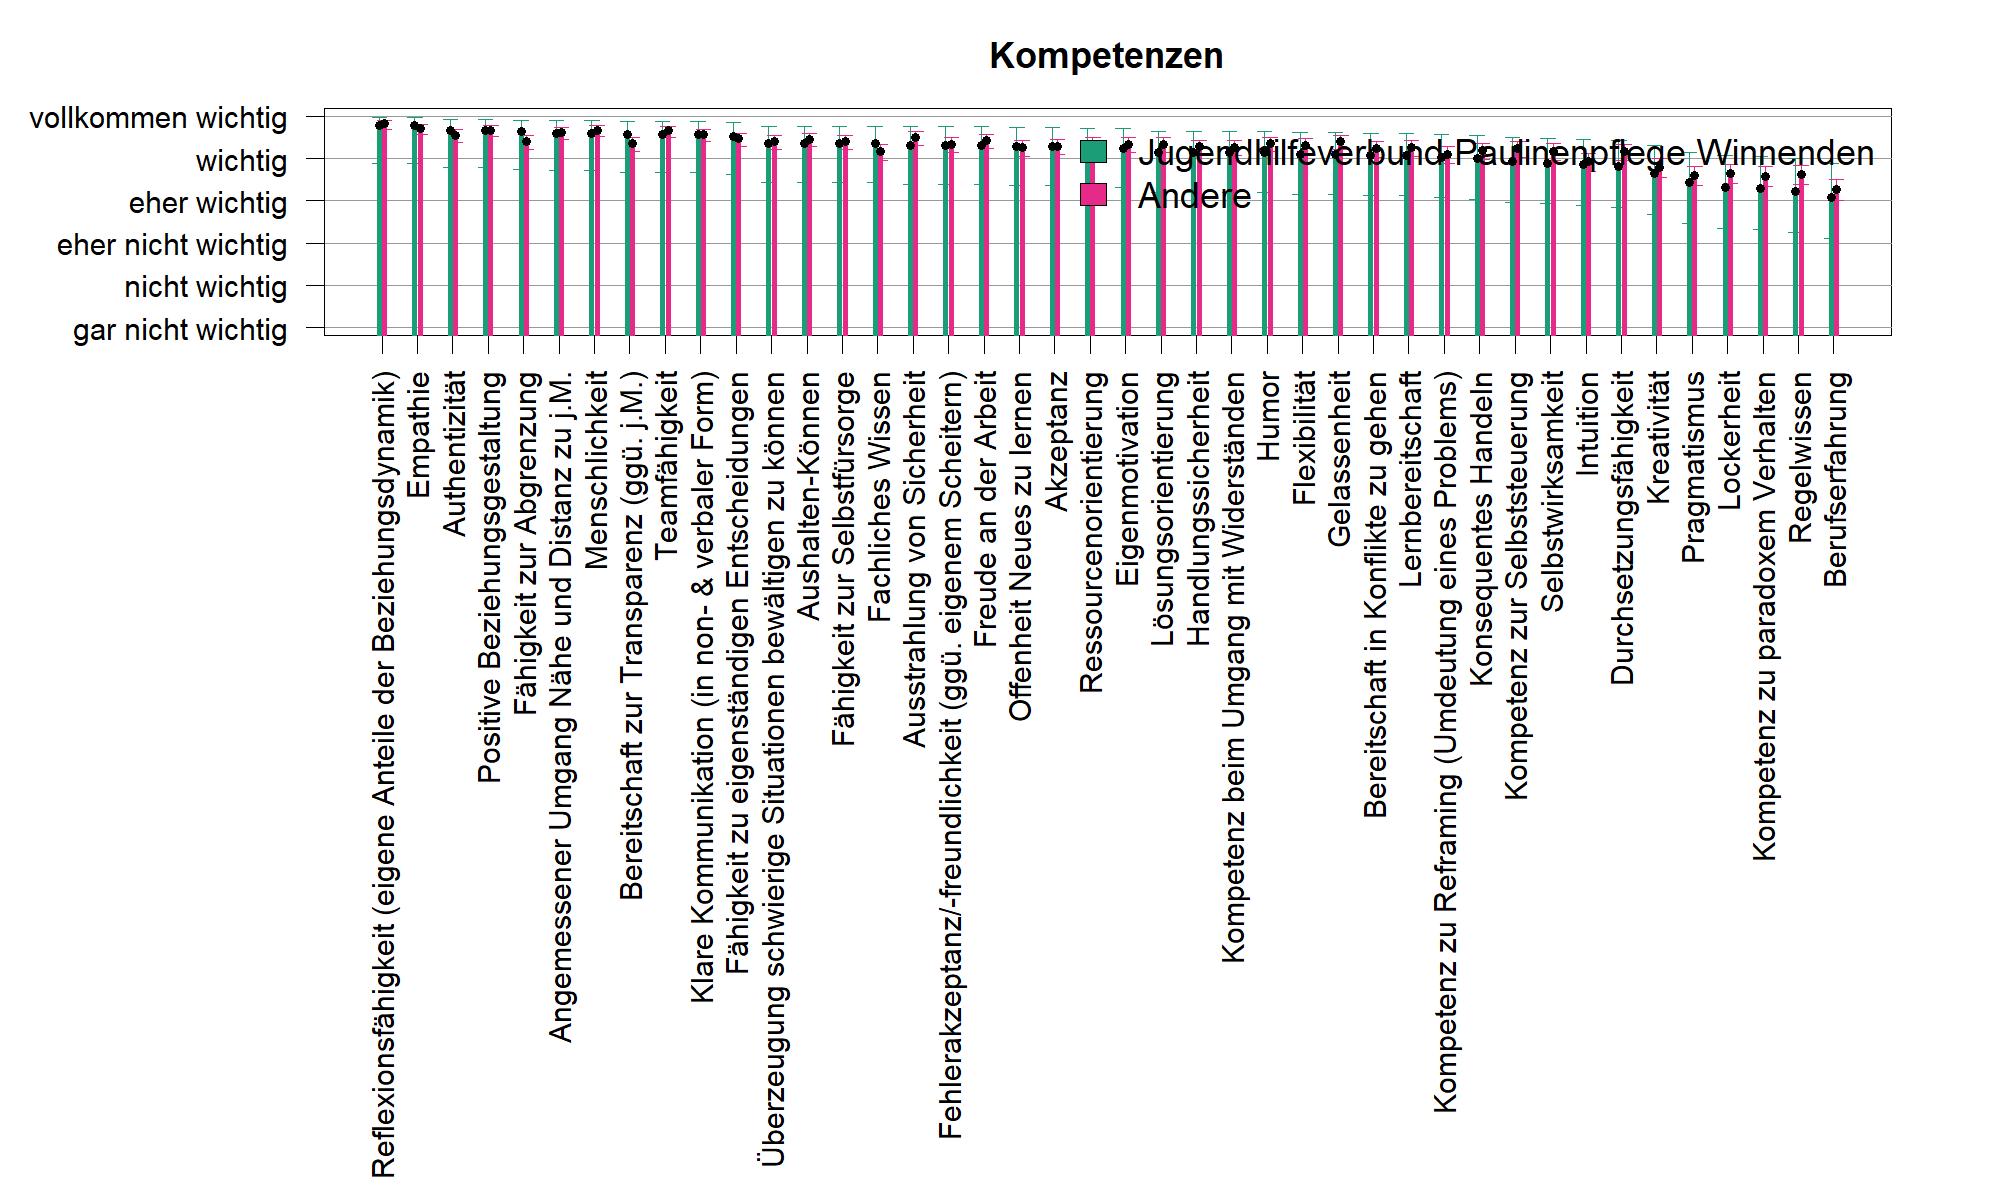 Kompetenzen
vollkommen wichtig
wichtig
eher wichtig
eher nicht wichtig
nicht wichtig
gar nicht wichtig
Jugendhilfeverbund Paulinenpflege Winnenden
Andere
Reflexionsfähigkeit (eigene Anteile der Beziehungsdynamik)
Empathie
Authentizität
Positive Beziehungsgestaltung
Fähigkeit zur Abgrenzung
Angemessener Umgang Nähe und Distanz zu j.M.
Menschlichkeit
Bereitschaft zur Transparenz (ggü. j.M.)
Teamfähigkeit
Klare Kommunikation (in non- & verbaler Form)
Fähigkeit zu eigenständigen Entscheidungen
Überzeugung schwierige Situationen bewältigen zu können
Aushalten-Können
Fähigkeit zur Selbstfürsorge
Fachliches Wissen
Ausstrahlung von Sicherheit
Fehlerakzeptanz/-freundlichkeit (ggü. eigenem Scheitern)
Freude an der Arbeit
Offenheit Neues zu lernen
Akzeptanz
Ressourcenorientierung
Eigenmotivation
Lösungsorientierung
Handlungssicherheit
Kompetenz beim Umgang mit Widerständen
Humor
Flexibilität
Gelassenheit
Bereitschaft in Konflikte zu gehen
Lernbereitschaft
Kompetenz zu Reframing (Umdeutung eines Problems)
Konsequentes Handeln
Kompetenz zur Selbststeuerung
Selbstwirksamkeit
Intuition
Durchsetzungsfähigkeit
Kreativität
Pragmatismus
Lockerheit
Kompetenz zu paradoxem Verhalten
Regelwissen
Berufserfahrung